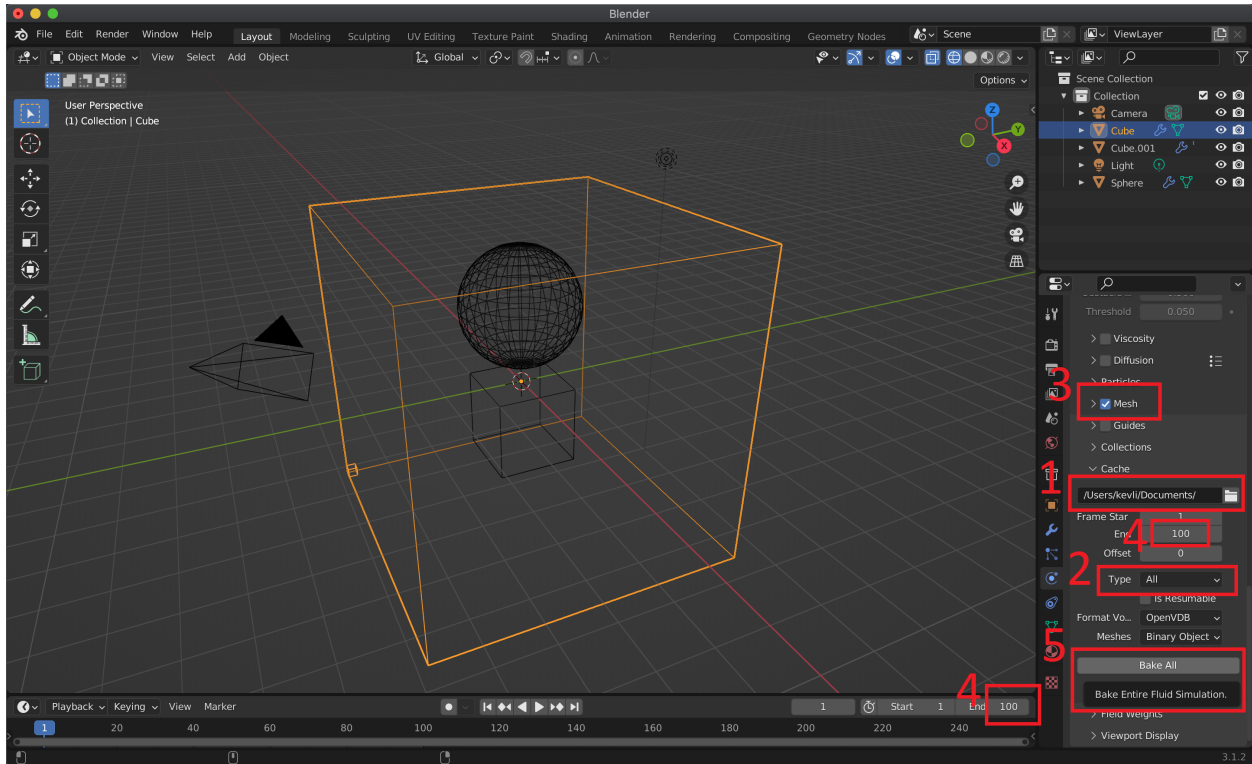 Blender
File Edit Render Window Help Layout Modeling Sculpting UV Editing Texture Paint Shading Animation Rendering Compositing Geometry Nodes Scene ViewLayer
Object Mode View Select Add Object Global
Options
User Perspective
(1) Collection | Cube
Z
Y
X
Scene Collection
Collection
Camera
Cube
Cube.001
Light
Sphere
Threshold 0.050
Viscosity
Diffusion
Particles
3
Mesh
Guides
Collections
Cache
1
/Users/kevli/Documents/
Frame Star 1
End 100
4
Offset 0
2
Type All
Is Resumable
Format Vo... OpenVDB
Meshes Binary Object
5
Bake All
Bake Entire Fluid Simulation.
Field Weights
Viewport Display
4
Playback Keying View Marker 1 Start 1 End 100
1 20 40 60 80 100 120 140 160 180 200 220 240
3.1.2